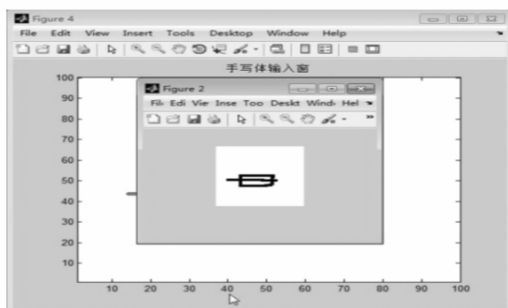 Figure 4
File Edit View Insert Tools Desktop Window Help
手写体输入窗
Figure 2
File Edi Vie Inse Too Deskt Wind Hel
100
90
80
70
60
50
40
30
20
10
10 20 30 40 50 60 70 80 90 100